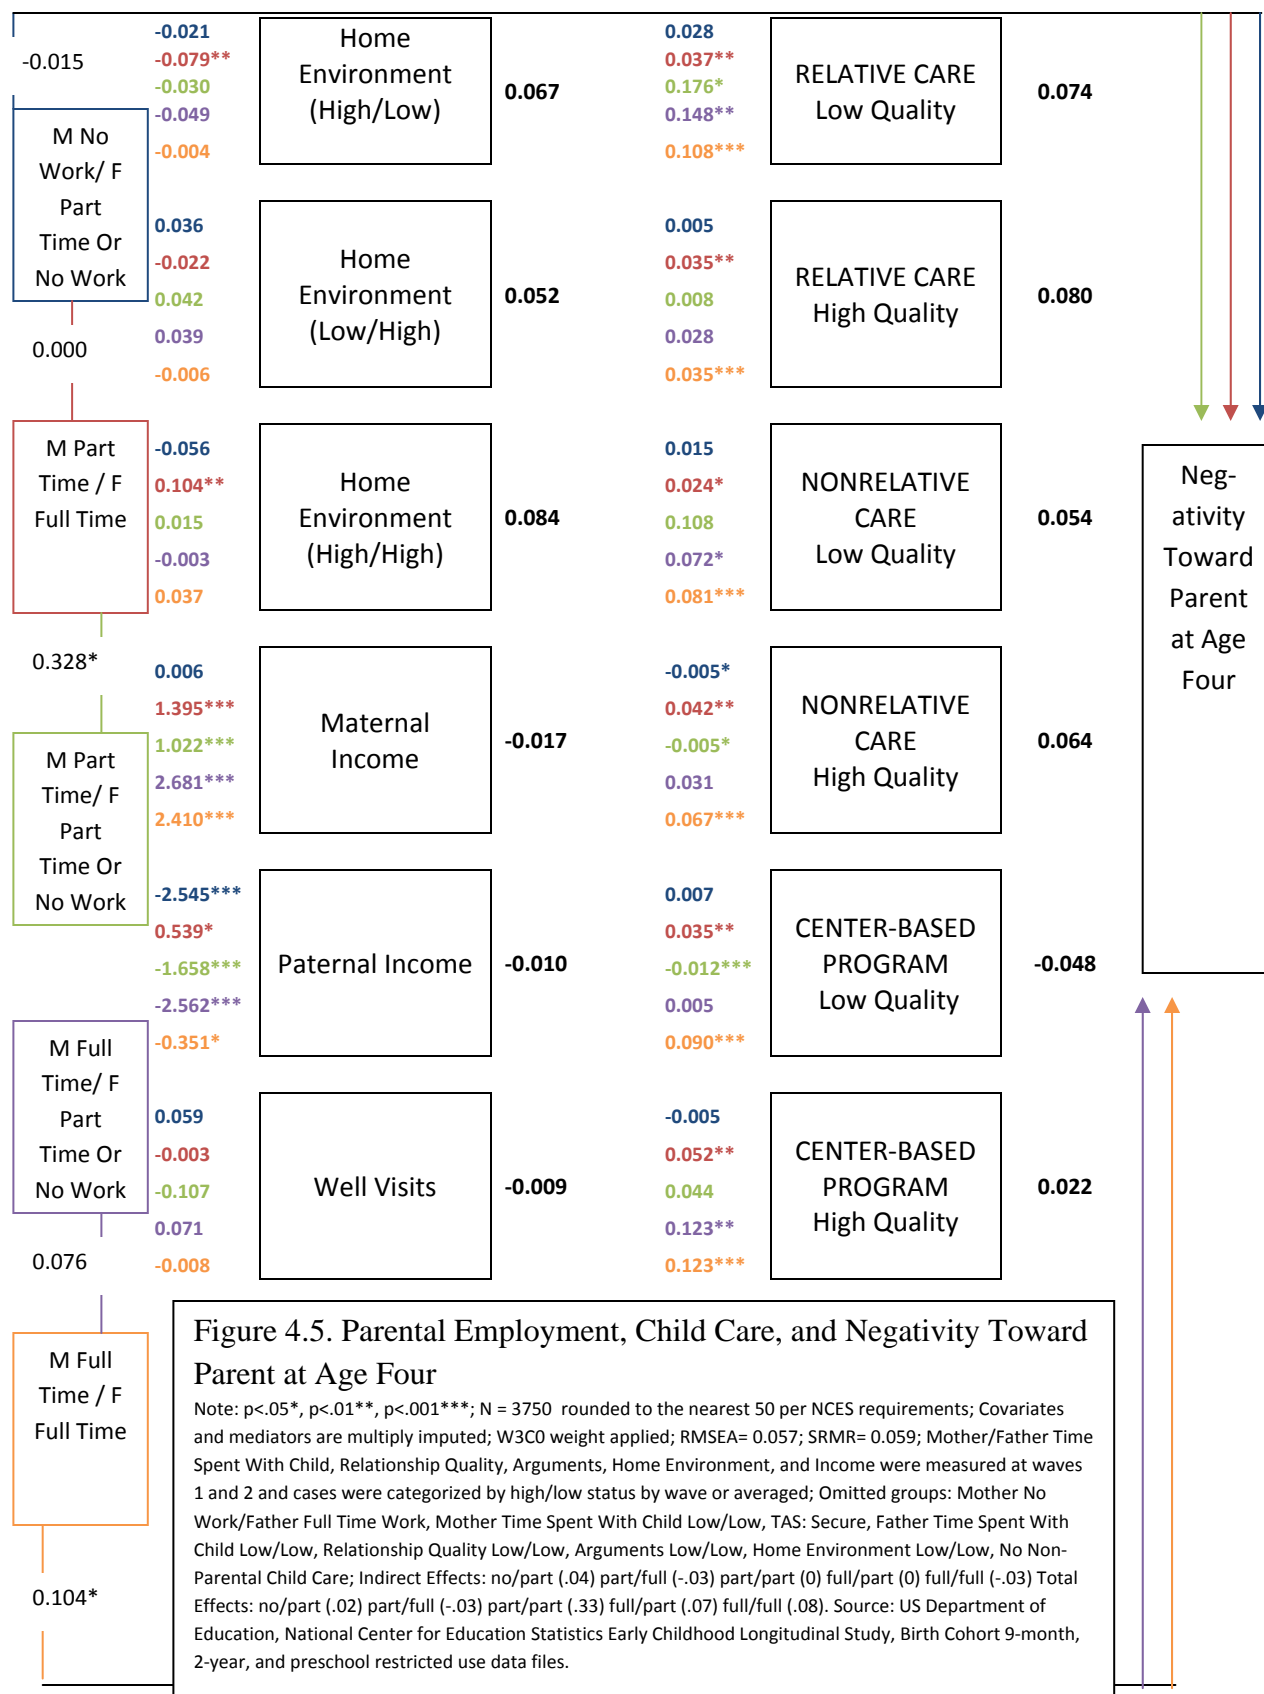 -0.015
M No
Work/ F
Part
Time Or
No Work
0.000
M Part
Time / F
Full Time
0.328*
M Part
Time/ F
Part
Time Or
No Work
M Full
Time/ F
Part
Time Or
No Work
0.076
M Full
Time / F
Full Time
0.104*
-0.021
-0.079**
-0.030
-0.049
-0.004
Home
Environment
(High/Low)
0.067
0.028
0.037**
0.176*
0.148**
0.108***
RELATIVE CARE
Low Quality
0.074
0.036
-0.022
0.042
0.039
-0.006
Home
Environment
(Low/High)
0.052
0.005
0.035**
0.008
0.028
0.035***
RELATIVE CARE
High Quality
0.080
-0.056
0.104**
0.015
-0.003
0.037
Home
Environment
(High/High)
0.084
0.015
0.024*
0.108
0.072*
0.081***
NONRELATIVE
CARE
Low Quality
0.054
0.006
1.395***
1.022***
2.681***
2.410***
Maternal
Income
-0.017
-0.005*
0.042**
-0.005*
0.031
0.067***
NONRELATIVE
CARE
High Quality
0.064
-2.545***
0.539*
-1.658***
-2.562***
-0.351*
Paternal Income
-0.010
0.007
0.035**
-0.012***
0.005
0.090***
CENTER-BASED
PROGRAM
Low Quality
-0.048
0.059
-0.003
-0.107
0.071
-0.008
Well Visits
-0.009
-0.005
0.052**
0.044
0.123**
0.123***
CENTER-BASED
PROGRAM
High Quality
0.022
Neg-
ativity
Toward
Parent
at Age
Four
Figure 4.5. Parental Employment, Child Care, and Negativity Toward
Parent at Age Four
Note: p<.05*, p<.01**, p<.001***; N = 3750 rounded to the nearest 50 per NCES requirements; Covariates
and mediators are multiply imputed; W3C0 weight applied; RMSEA= 0.057; SRMR= 0.059; Mother/Father Time
Spent With Child, Relationship Quality, Arguments, Home Environment, and Income were measured at waves
1 and 2 and cases were categorized by high/low status by wave or averaged; Omitted groups: Mother No
Work/Father Full Time Work, Mother Time Spent With Child Low/Low, TAS: Secure, Father Time Spent With
Child Low/Low, Relationship Quality Low/Low, Arguments Low/Low, Home Environment Low/Low, No Non-
Parental Child Care; Indirect Effects: no/part (.04) part/full (-.03) part/part (0) full/part (0) full/full (-.03) Total
Effects: no/part (.02) part/full (-.03) part/part (.33) full/part (.07) full/full (.08). Source: US Department of
Education, National Center for Education Statistics Early Childhood Longitudinal Study, Birth Cohort 9-month,
2-year, and preschool restricted use data files.